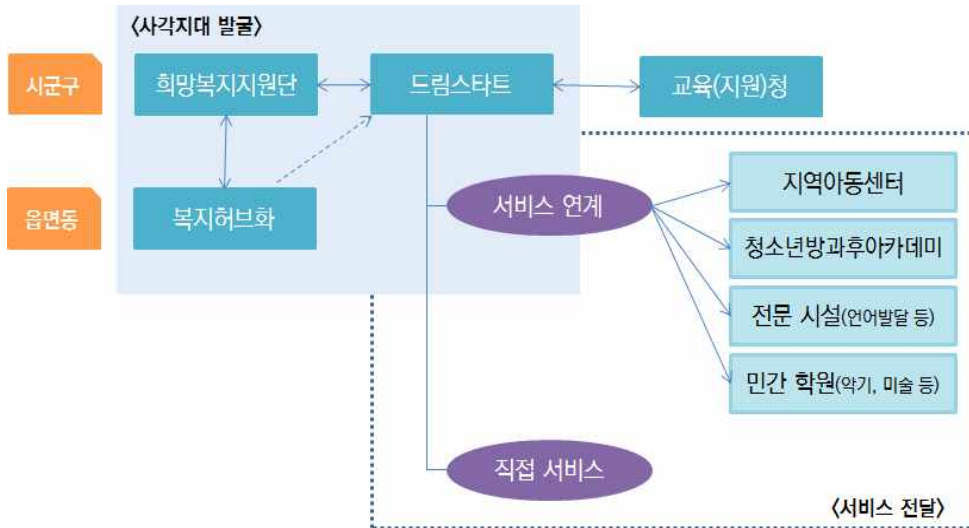 〈사각지대 발굴〉
시군구
희망복지지원단
드림스타트
교육(지원)청
읍면동
복지허브화
서비스 연계
지역아동센터
청소년방과후아카데미
전문 시설(언어발달 등)
민간 학원(악기, 미술 등)
직접 서비스
〈서비스 전달〉